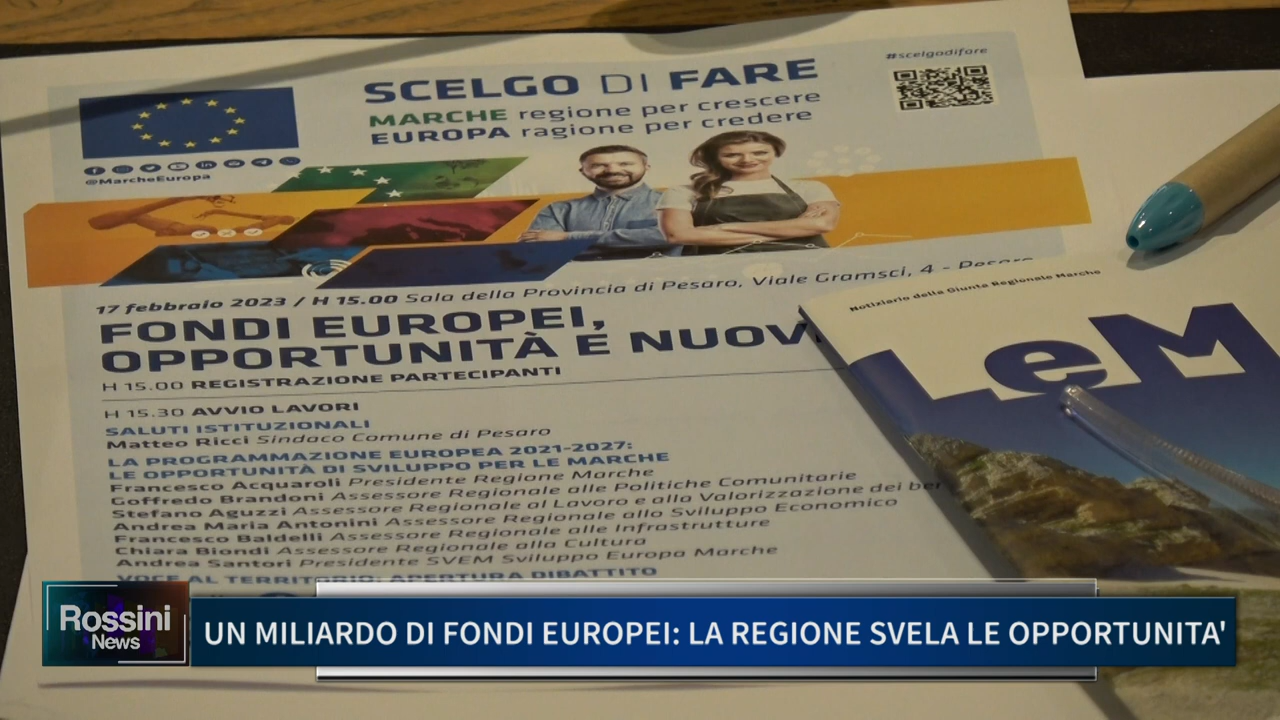 #scelgodifare
SCELGO DI FARE
MARCHE regione per crescere
EUROPA ragione per credere
@MarcheEuropa
17 febbraio 2023 / H 15.00 Sala della Provincia di Pesaro, Viale Gramsci, 4 - Pesaro
Notiziario della Giunta Regionale Marche
LeM
FONDI EUROPEI,
OPPORTUNITÀ E NUOV
H 15.00 REGISTRAZIONE PARTECIPANTI
H 15.30 AVVIO LAVORI
SALUTI ISTITUZIONALI
Matteo Ricci Sindaco Comune di Pesaro
LA PROGRAMMAZIONE EUROPEA 2021-2027:
LE OPPORTUNITÀ DI SVILUPPO PER LE MARCHE
Francesco Acquaroli Presidente Regione Marche
Goffredo Brandoni Assessore Regionale alle Politiche Comunitarie
Stefano Aguzzi Assessore Regionale al Lavoro e alla Valorizzazione dei be
Andrea Maria Antonini Assessore Regionale allo Sviluppo Economico
Francesco Baldelli Assessore Regionale alle Infrastrutture
Chiara Biondi Assessore Regionale alla Cultura
Andrea Santori Presidente SVEM Sviluppo Europa Marche
VOCE AL TERRITORIO: APERTURA DIBATTITO
Rossini
News
UN MILIARDO DI FONDI EUROPEI: LA REGIONE SVELA LE OPPORTUNITA'